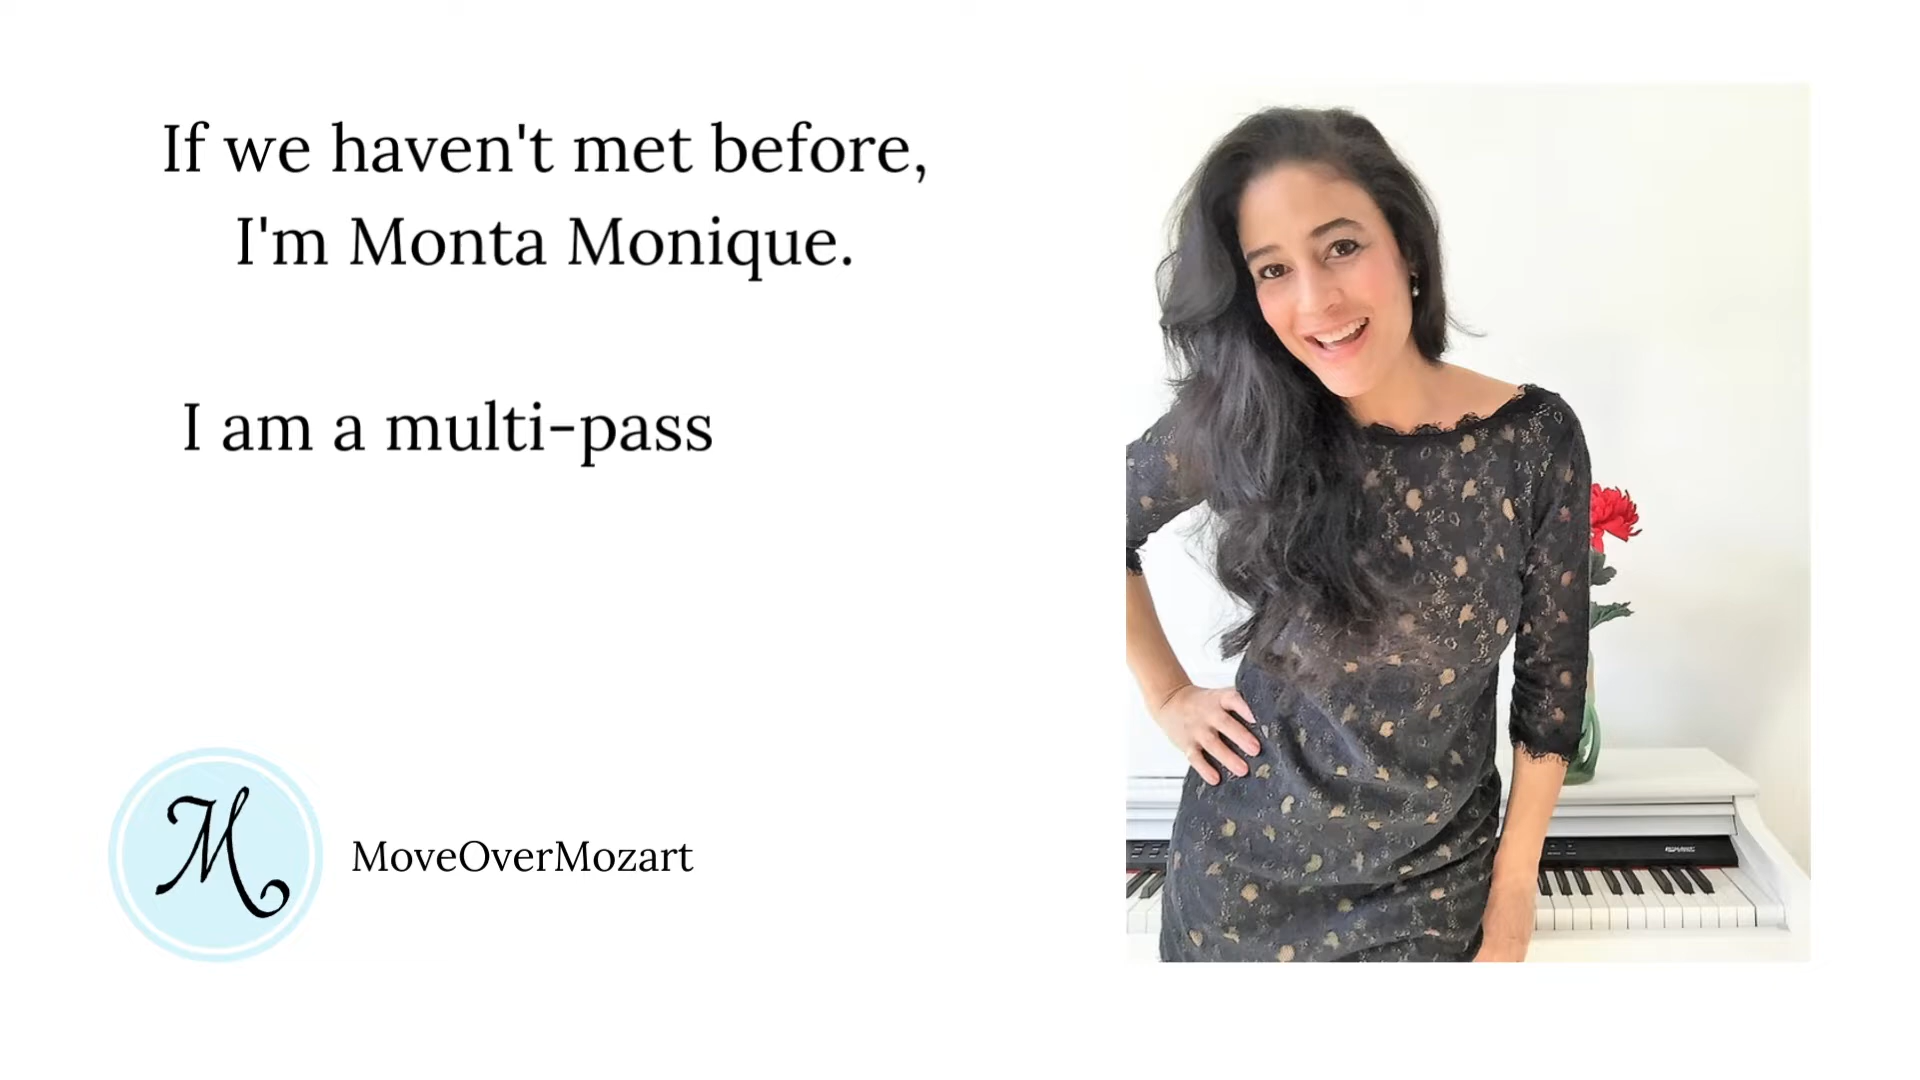 If we haven't met before,
I'm Monta Monique.
I am a multi-pass
M
MoveOverMozart